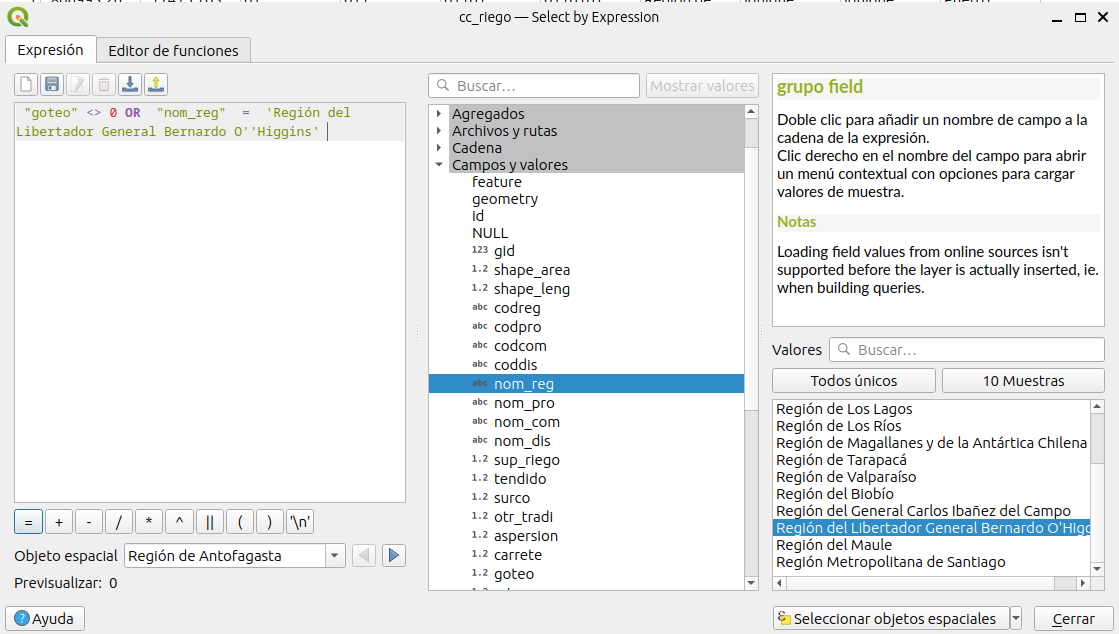 cc_riego — Select by Expression
Expresión
Editor de funciones
"goteo" <> 0 OR "nom_reg" = 'Región del
Libertador General Bernardo O''Higgins'
= + - / * ^ || ( ) '\n'
Objeto espacial Región de Antofagasta
Previsualizar: 0
Ayuda
Buscar...
Mostrar valores
Agregados
Archivos y rutas
Cadena
Campos y valores
feature
geometry
id
NULL
123 gid
1.2 shape_area
1.2 shape_leng
abc codreg
abc codpro
abc codcom
abc coddis
abc nom_reg
abc nom_pro
abc nom_com
abc nom_dis
1.2 sup_riego
1.2 tendido
1.2 surco
1.2 otr_tradi
1.2 aspersion
1.2 carrete
1.2 goteo
grupo field
Doble clic para añadir un nombre de campo a la
cadena de la expresión.
Clic derecho en el nombre del campo para abrir
un menú contextual con opciones para cargar
valores de muestra.
Notas
Loading field values from online sources isn't
supported before the layer is actually inserted, ie.
when building queries.
Valores Buscar...
Todos únicos
10 Muestras
Región de Los Lagos
Región de Los Ríos
Región de Magallanes y de la Antártica Chilena
Región de Tarapacá
Región de Valparaíso
Región del Biobío
Región del General Carlos Ibañez del Campo
Región del Libertador General Bernardo O'Higg
Región del Maule
Región Metropolitana de Santiago
Seleccionar objetos espaciales
Cerrar